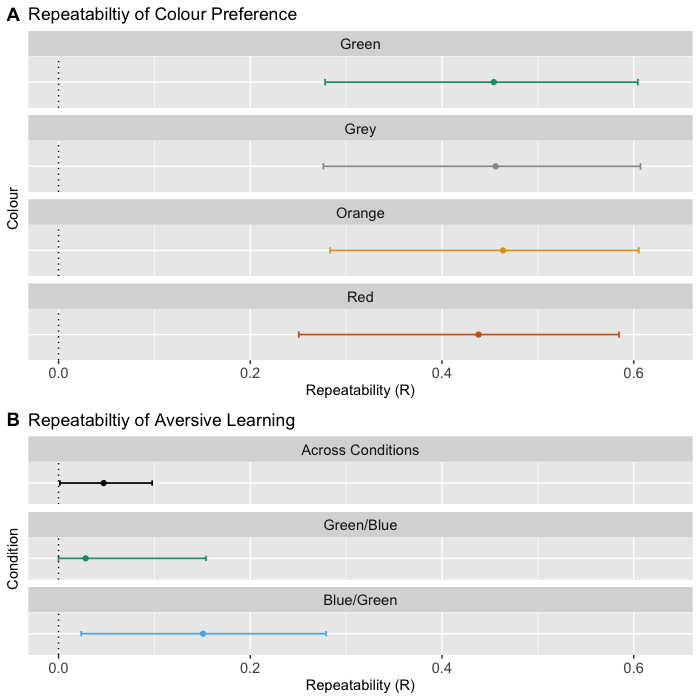 A Repeatabiltiy of Colour Preference
Green
Grey
Orange
Red
Colour
0.0 0.2 0.4 0.6
Repeatability (R)
B Repeatabiltiy of Aversive Learning
Across Conditions
Green/Blue
Blue/Green
Condition
0.0 0.2 0.4 0.6
Repeatability (R)